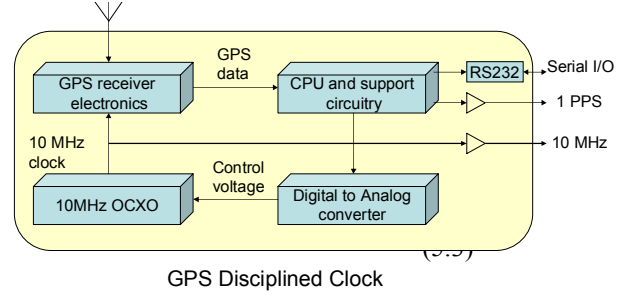 GPS receiver
electronics
GPS
data
CPU and support
circuitry
RS232
Serial I/O
1 PPS
10 MHz
10 MHz
clock
Control
voltage
10MHz OCXO
Digital to Analog
converter
GPS Disciplined Clock